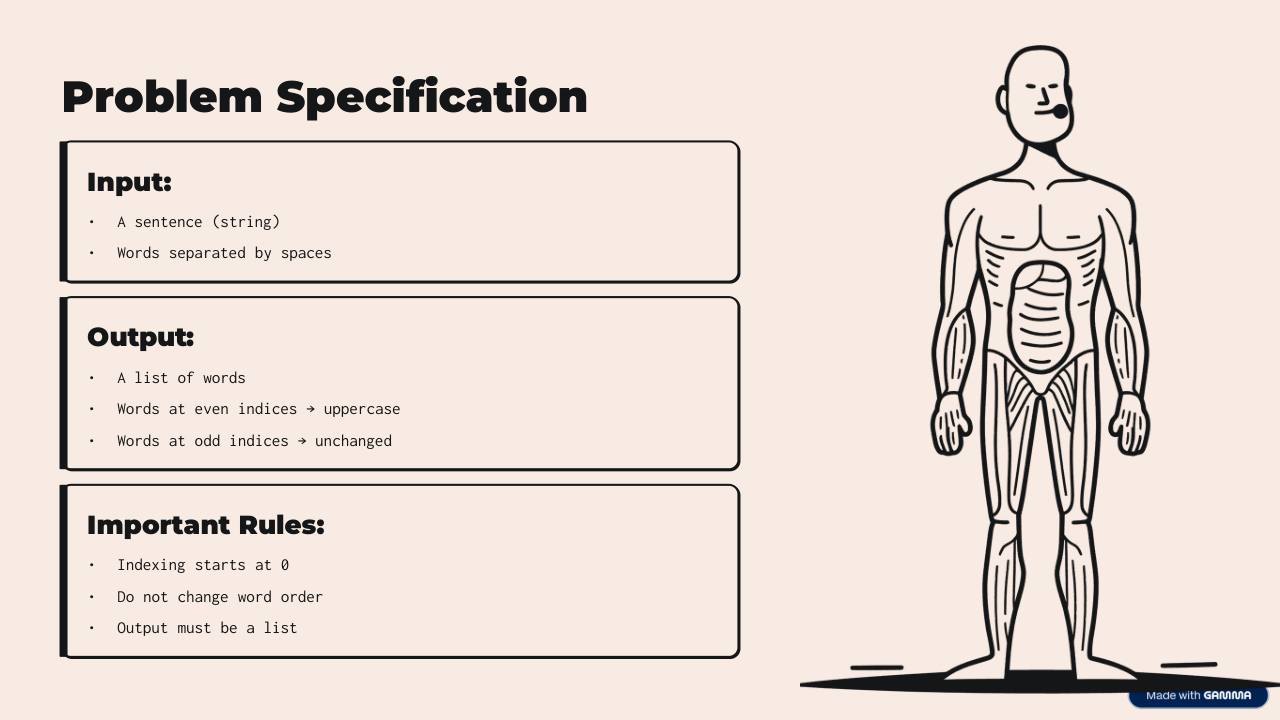 Problem Specification
Input:
• A sentence (string)
• Words separated by spaces
Output:
• A list of words
• Words at even indices → uppercase
• Words at odd indices → unchanged
Important Rules:
• Indexing starts at 0
• Do not change word order
• Output must be a list
Made with GAMMA